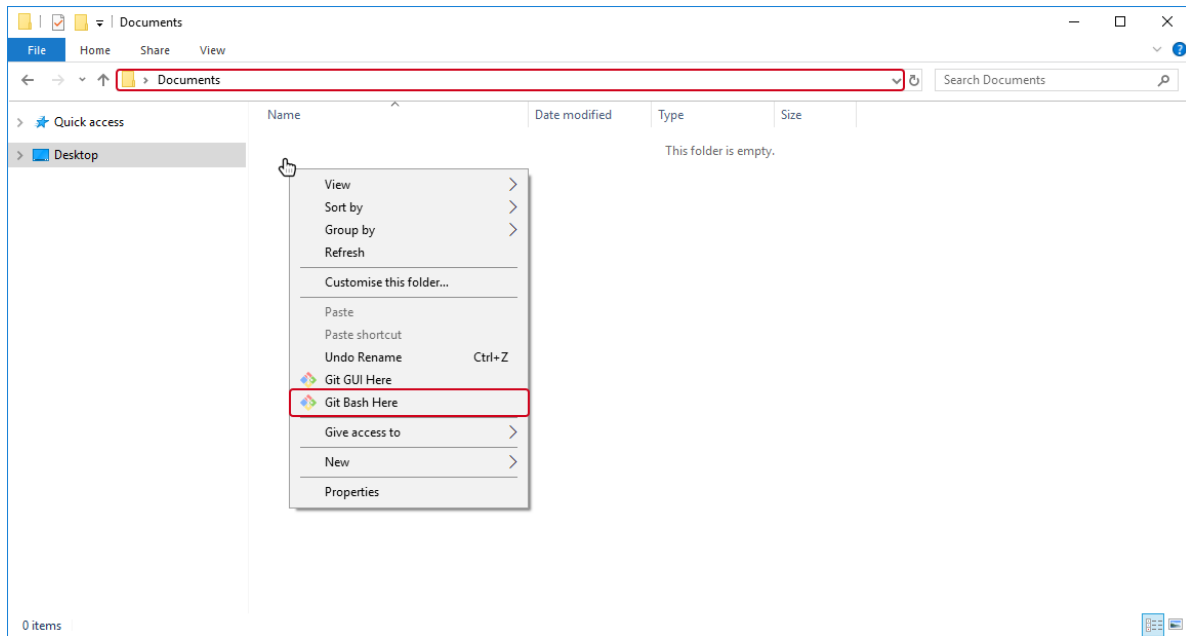 Documents
File Home Share View
Documents Search Documents
Quick access
Desktop
Name Date modified Type Size
This folder is empty.
View
Sort by
Group by
Refresh
Customise this folder...
Paste
Paste shortcut
Undo Rename Ctrl+Z
Git GUI Here
Git Bash Here
Give access to
New
Properties
0 items